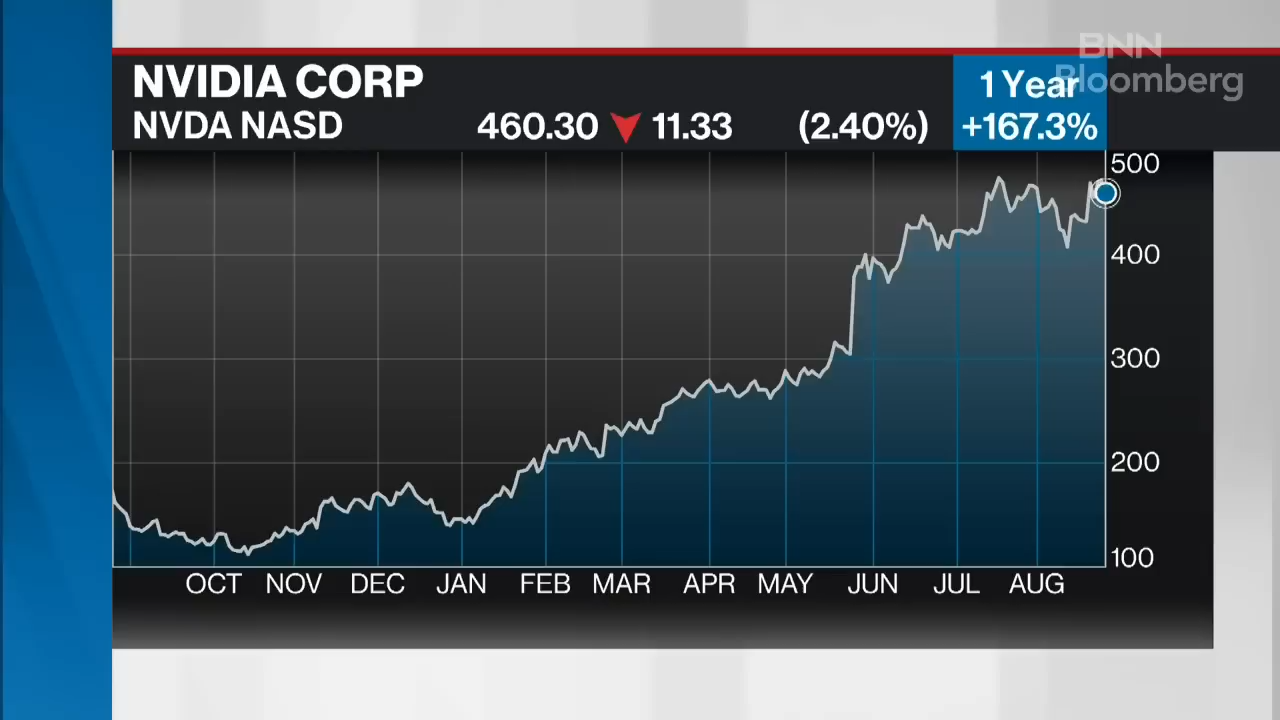 BNN
Bloomberg
NVIDIA CORP
NVDA NASD 460.30 ▼ 11.33 (2.40%)
1 Year
+167.3%
500
400
300
200
100
OCT NOV DEC JAN FEB MAR APR MAY JUN JUL AUG